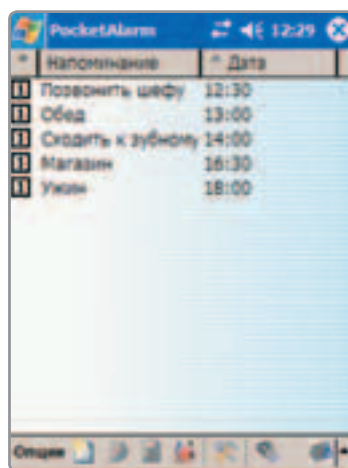 PocketAlarm 12:29
Напоминание Дата
Позвонить шефу 12:30
Обед 13:00
Сходить к зубному 14:00
Магазин 16:30
Ужин 18:00
Опции